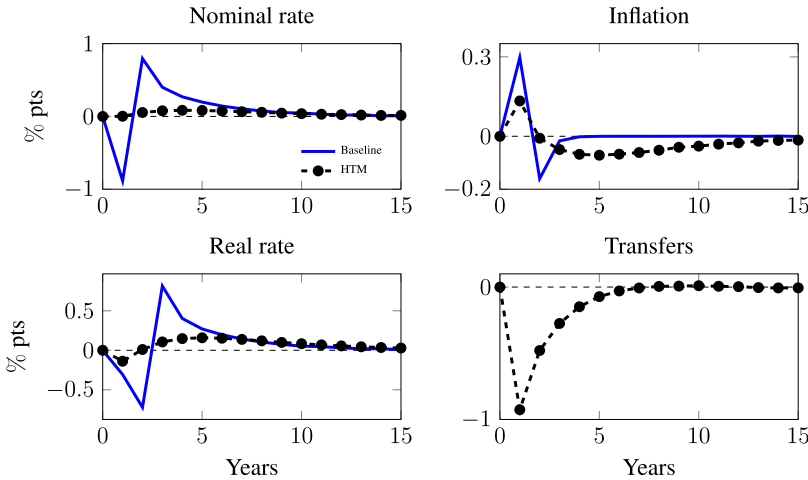 Nominal rate
Inflation
% pts
1
0
−1
0
5
10
15
Baseline
HTM
0.3
0
−0.2
0
5
10
15
Real rate
Transfers
% pts
0.5
0
−0.5
0
5
10
15
Years
0
−1
0
5
10
15
Years